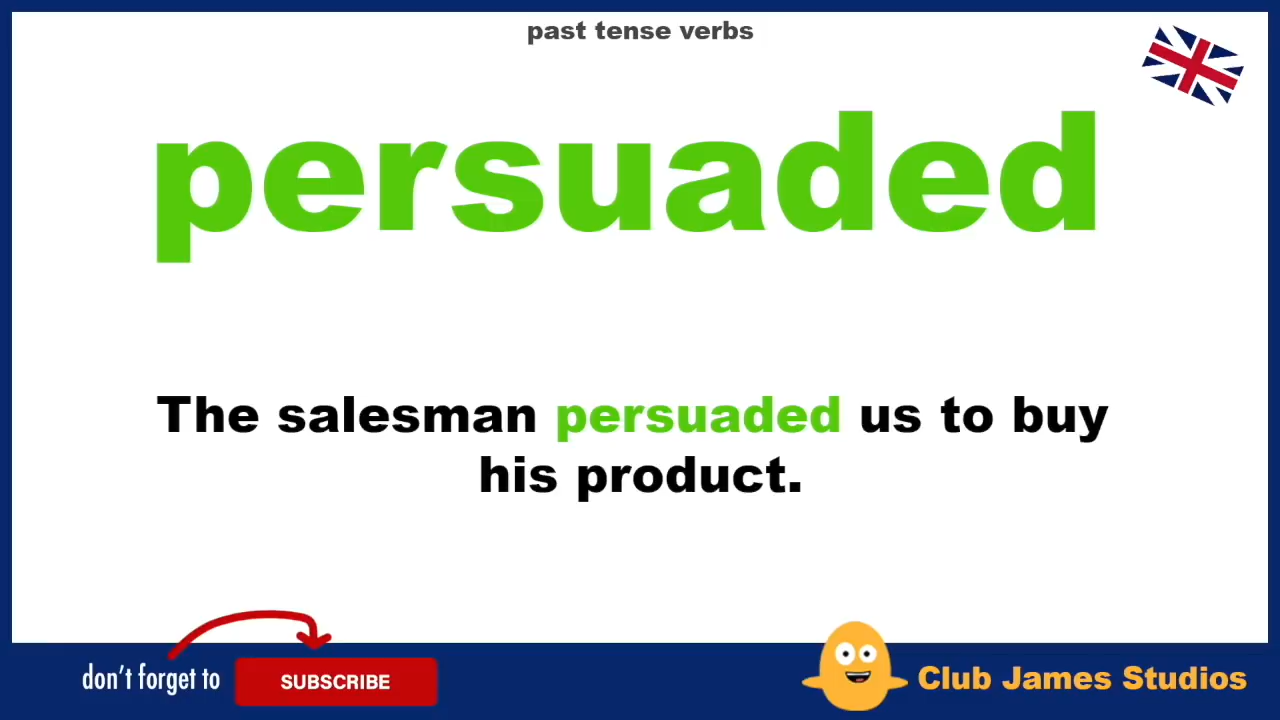 past tense verbs
persuaded
The salesman persuaded us to buy
his product.
don't forget to
SUBSCRIBE
Club James Studios